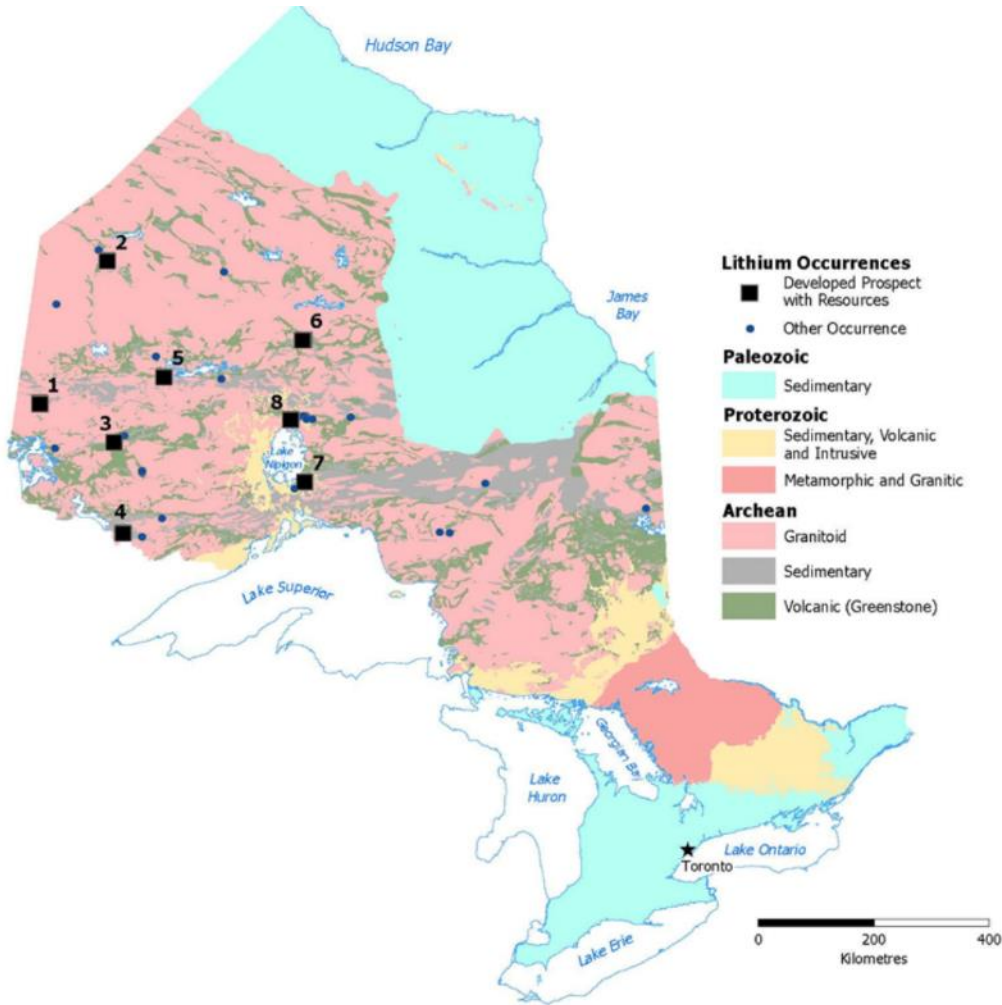 Hudson Bay
2
James
Bay
6
5
1
8
3
Lake
Nipigon
7
4
Lake Superior
Georgian Bay
Lake
Huron
Lake Ontario
Toronto
Lake Erie
Lithium Occurrences
Developed Prospect
with Resources
Other Occurrence
Paleozoic
Sedimentary
Proterozoic
Sedimentary, Volcanic
and Intrusive
Metamorphic and Granitic
Archean
Granitoid
Sedimentary
Volcanic (Greenstone)
0
200
400
Kilometres